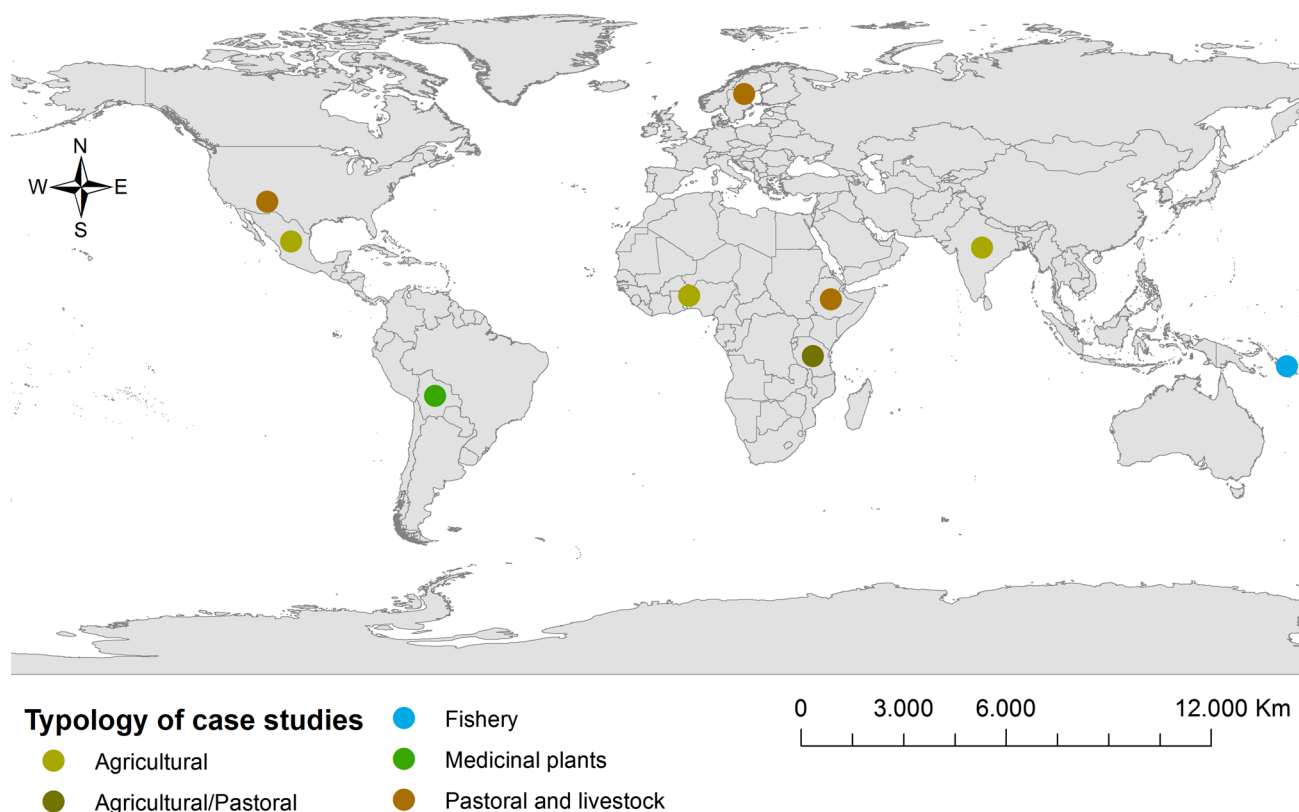 N
W E
S
Typology of case studies
Agricultural
Agricultural/Pastoral
Fishery
Medicinal plants
Pastoral and livestock
0 3.000 6.000 12.000 Km